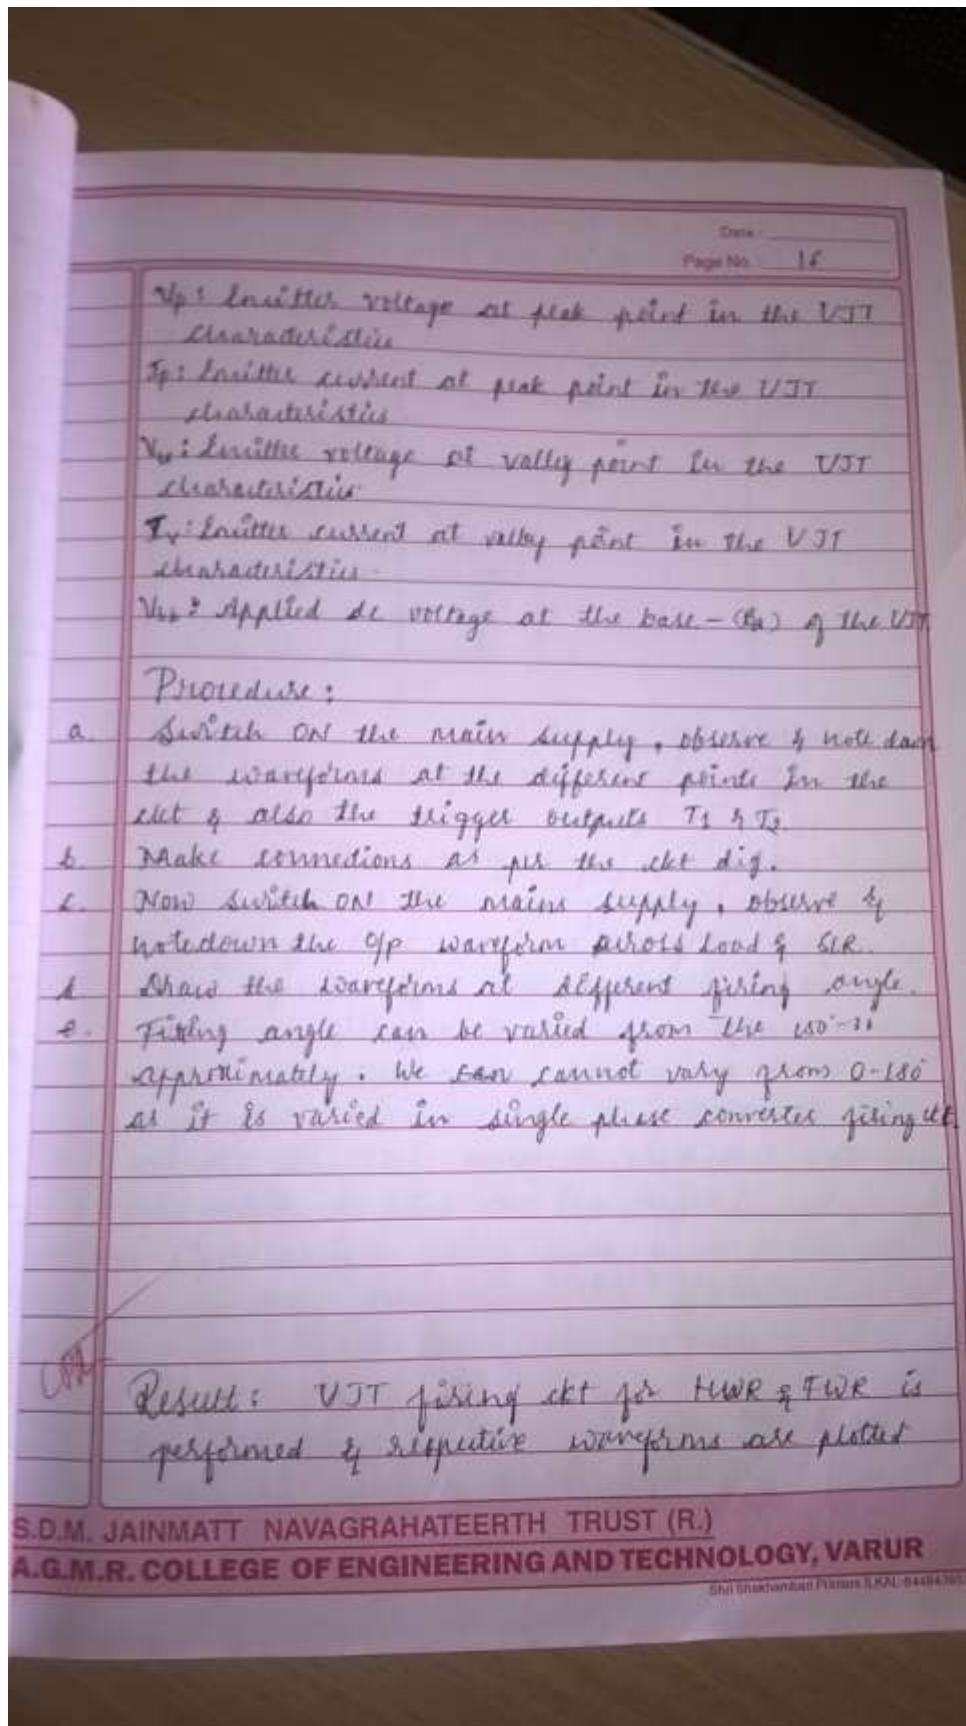 Date
Page No. 16
Vp: Emitter voltage at peak point in the UJT
characteristics
Ip: Emitter current at peak point in the UJT
characteristics
Vv: Emitter voltage at valley point in the UJT
characteristics
Iv: Emitter current at valley point in the UJT
characteristics.
Applied dc voltage at the base - of the UJT
Procedure:
a. Switch ON the main supply, observe & note down
the waveforms at the different points in the
ckt & also the trigger outputs T1 & T2.
b. Make connections as per the ckt dig.
c. Now switch ON the mains supply, observe &
notedown the o/p waveform across Load & SCR.
d. Draw the waveforms at different firing angle.
e. Firing angle can be varied from the
approximately. We can cannot vary from 0-180°
as it is varied in single phase converter firing ckt.
Result: UJT firing ckt for HWR & FWR is
performed & respective waveforms are plotted
S.D.M. JAINMATT NAVAGRAHATEERTH TRUST (R.)
A.G.M.R. COLLEGE OF ENGINEERING AND TECHNOLOGY, VARUR
Shri Shakhambari Printers ILKAL